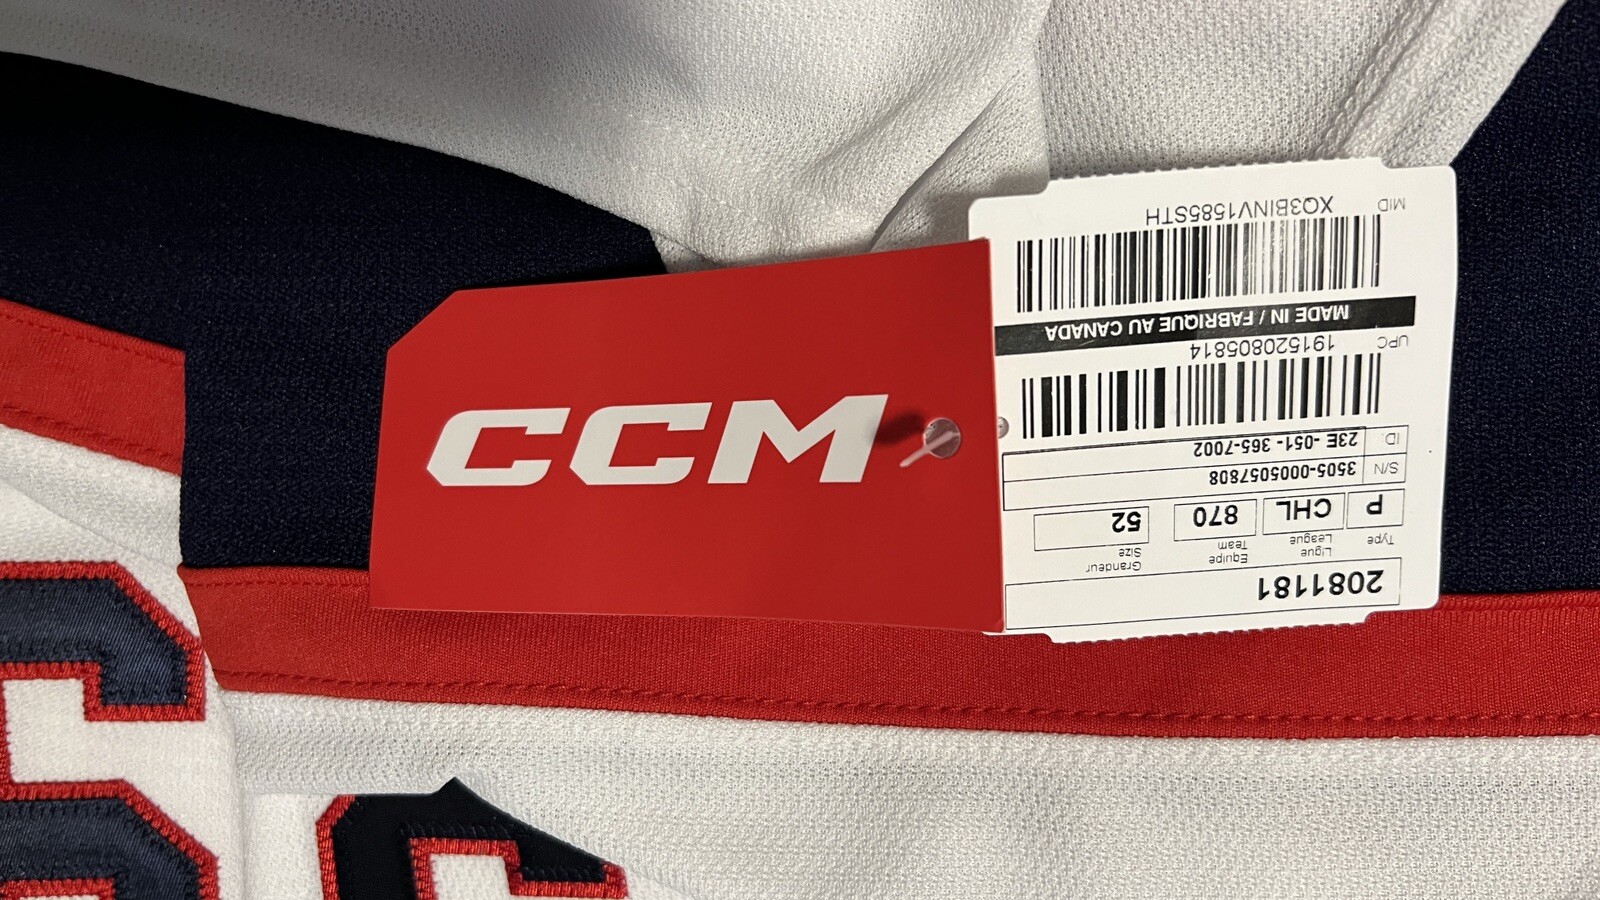 CCM
2081181
Type
Ligue
League
Equipe
Team
Grandeur
Size
P
CHL
870
52
S/N
3505-0005057808
ID.
23E -051- 365-7002
UPC
191520805814
MADE IN / FABRIQUE AU CANADA
MID
XQ3BINV1585STH